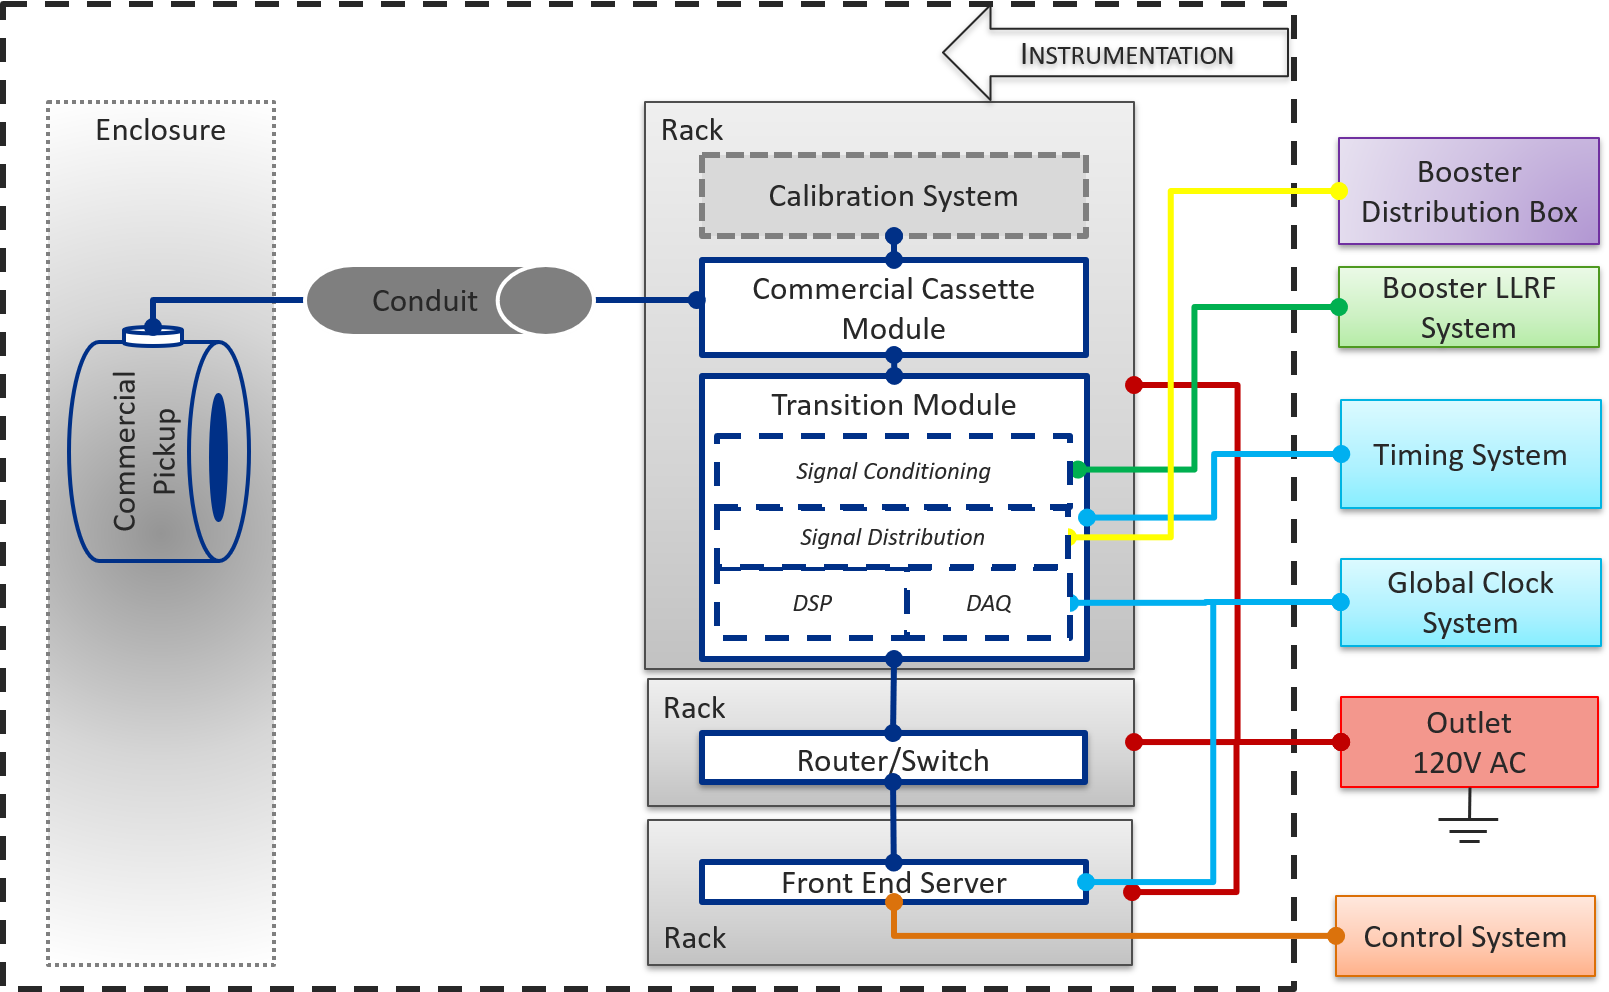 INSTRUMENTATION
Enclosure
Commercial
Pickup
Conduit
Rack
Calibration System
Commercial Cassette
Module
Transition Module
Signal Conditioning
Signal Distribution
DSP
DAQ
Rack
Router/Switch
Front End Server
Rack
Booster
Distribution Box
Booster LLRF
System
Timing System
Global Clock
System
Outlet
120V AC
Control System